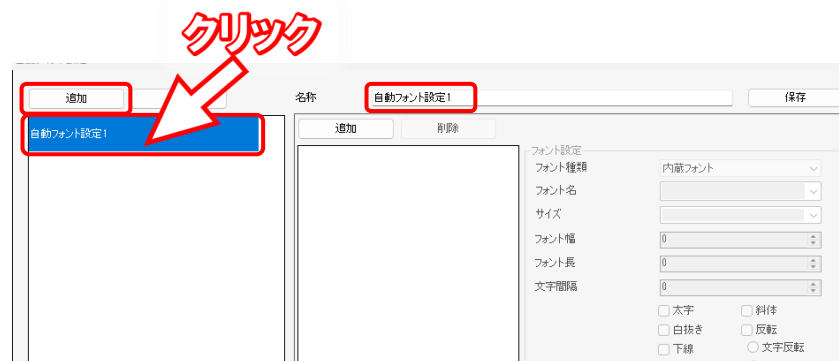 クリック
追加
名称
自動フォント設定1
保存
自動フォント設定1
追加
削除
フォント設定
フォント種類
内蔵フォント
フォント名
サイズ
フォント幅
0
フォント長
0
文字間隔
0
太字
斜体
白抜き
反転
下線
文字反転